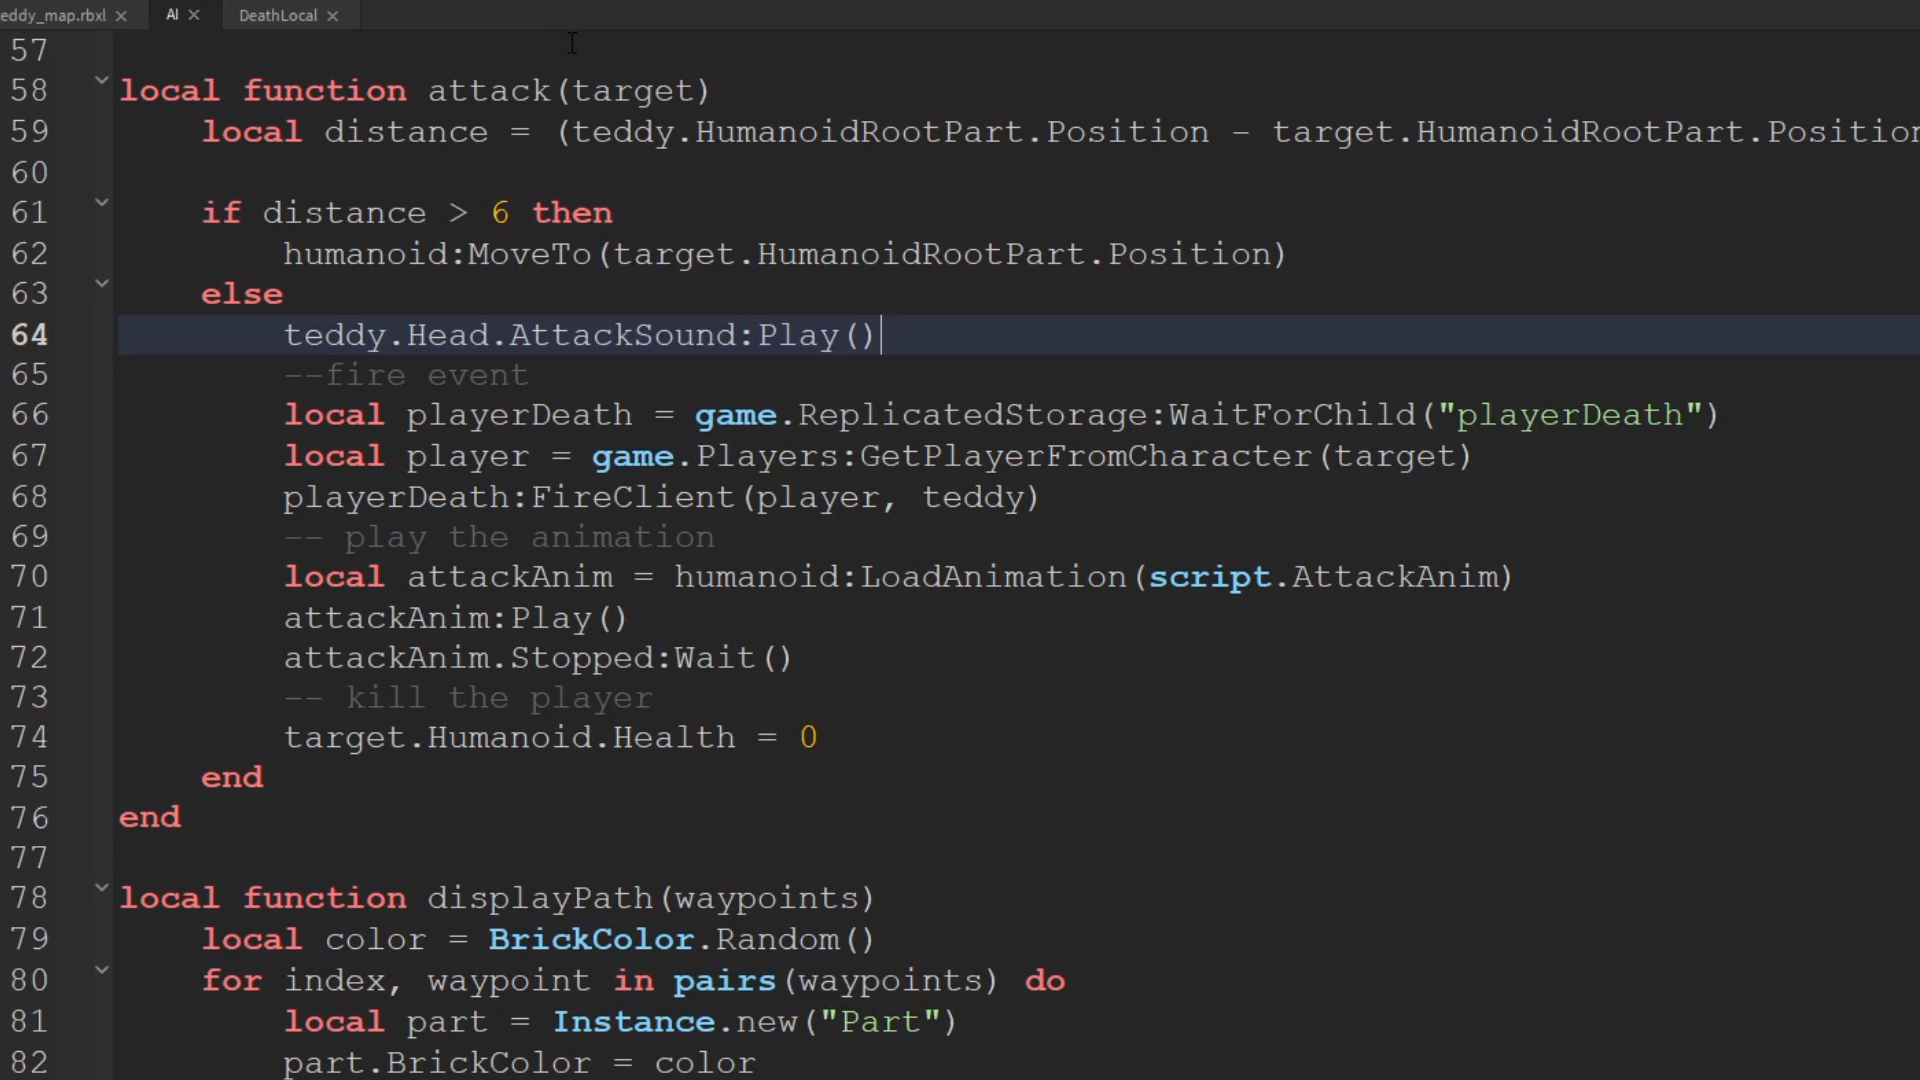 eddy_map.rbxl × AI × DeathLocal ×
57
58 local function attack(target)
59 local distance = (teddy.HumanoidRootPart.Position - target.HumanoidRootPart.Position
60
61 if distance > 6 then
62 humanoid:MoveTo(target.HumanoidRootPart.Position)
63 else
64 teddy.Head.AttackSound:Play()
65 --fire event
66 local playerDeath = game.ReplicatedStorage:WaitForChild("playerDeath")
67 local player = game.Players:GetPlayerFromCharacter(target)
68 playerDeath:FireClient(player, teddy)
69 -- play the animation
70 local attackAnim = humanoid:LoadAnimation(script.AttackAnim)
71 attackAnim:Play()
72 attackAnim.Stopped:Wait()
73 -- kill the player
74 target.Humanoid.Health = 0
75 end
76 end
77
78 local function displayPath(waypoints)
79 local color = BrickColor.Random()
80 for index, waypoint in pairs(waypoints) do
81 local part = Instance.new("Part")
82 part.BrickColor = color